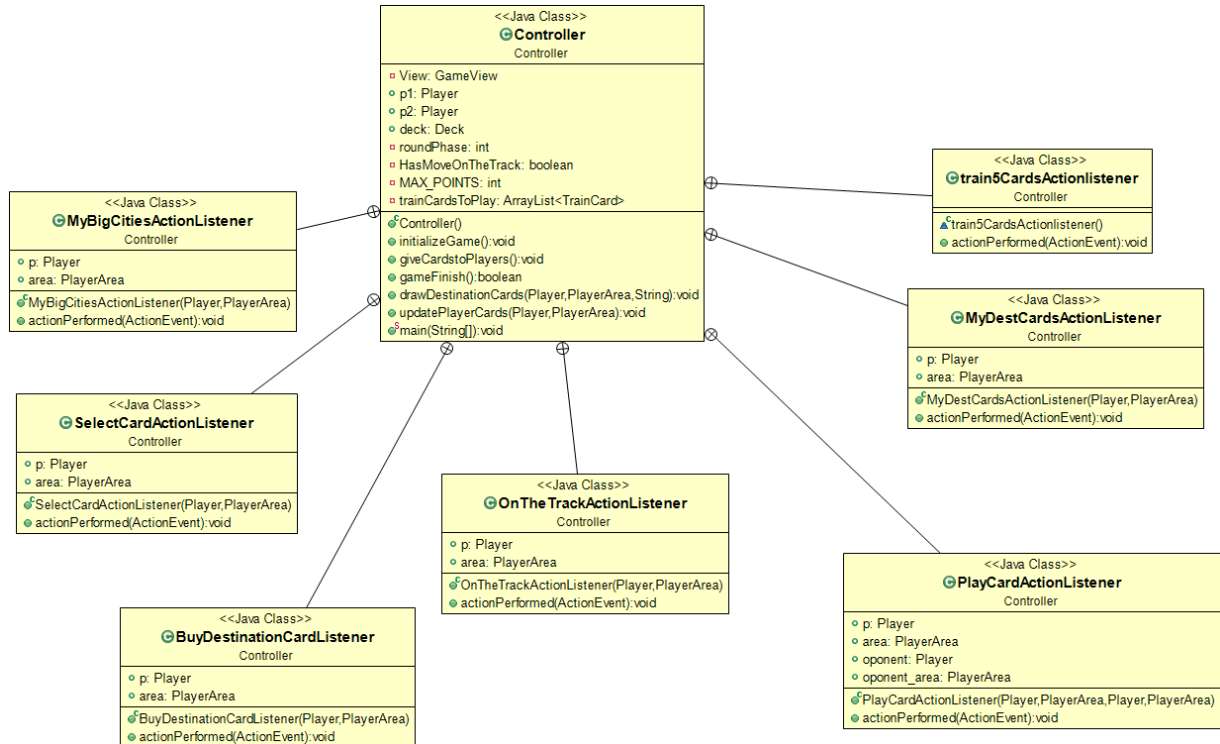 <<Java Class>>
Controller
Controller
View: GameView
p1: Player
p2: Player
deck: Deck
roundPhase: int
HasMoveOnTheTrack: boolean
MAX_POINTS: int
trainCardsToPlay: ArrayList<TrainCard>
Controller()
initializeGame():void
giveCardstoPlayers():void
gameFinish():boolean
drawDestinationCards(Player,PlayerArea,String):void
updatePlayerCards(Player,PlayerArea):void
main(String[]):void
<<Java Class>>
train5CardsActionlistener
Controller
train5CardsActionlistener()
actionPerformed(ActionEvent):void
<<Java Class>>
MyBigCitiesActionListener
Controller
p: Player
area: PlayerArea
MyBigCitiesActionListener(Player,PlayerArea)
actionPerformed(ActionEvent):void
<<Java Class>>
MyDestCardsActionListener
Controller
p: Player
area: PlayerArea
MyDestCardsActionListener(Player,PlayerArea)
actionPerformed(ActionEvent):void
<<Java Class>>
SelectCardActionListener
Controller
p: Player
area: PlayerArea
SelectCardActionListener(Player,PlayerArea)
actionPerformed(ActionEvent):void
<<Java Class>>
OnTheTrackActionListener
Controller
p: Player
area: PlayerArea
OnTheTrackActionListener(Player,PlayerArea)
actionPerformed(ActionEvent):void
<<Java Class>>
PlayCardActionListener
Controller
p: Player
area: PlayerArea
oponent: Player
oponent_area: PlayerArea
PlayCardActionListener(Player,PlayerArea,Player,PlayerArea)
actionPerformed(ActionEvent):void
<<Java Class>>
BuyDestinationCardListener
Controller
p: Player
area: PlayerArea
BuyDestinationCardListener(Player,PlayerArea)
actionPerformed(ActionEvent):void